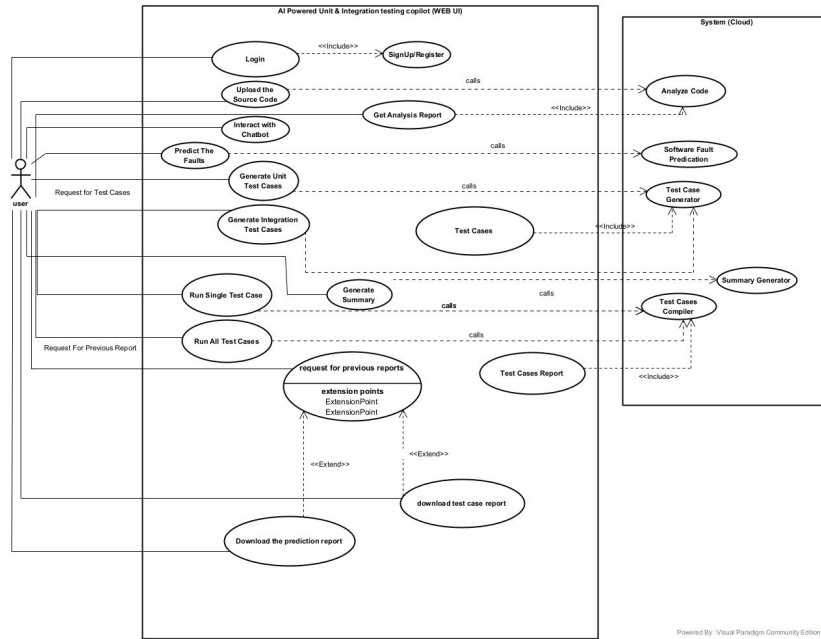 AI Powered Unit & Integration testing copilot (WEB UI)
System (Cloud)
Login
<<Include>>
SignUp/Register
Upload the
Source Code
calls
Analyze Code
Get Analysis Report
<<Include>>
Interact with
Chatbot
Predict The
Faults
calls
Software Fault
Predication
Generate Unit
Test Cases
calls
Test Case
Generator
user
Request for Test Cases
Generate Integration
Test Cases
Test Cases
<<Include>>
Generate
Summary
calls
Summary Generator
Run Single Test Case
calls
Test Cases
Compiler
Run All Test Cases
calls
Request For Previous Report
request for previous reports
extension points
ExtensionPoint
ExtensionPoint
Test Cases Report
<<Include>>
<<Extend>>
<<Extend>>
download test case report
Download the prediction report
Powered By: Visual Paradigm Community Edition